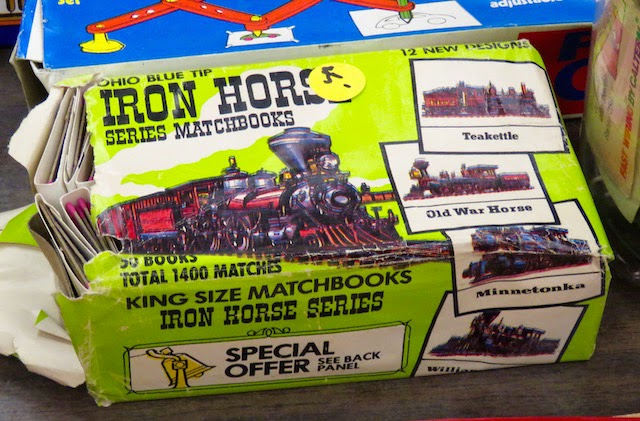 adjustable
OHIO BLUE TIP
12 NEW DESIGNS
IRON HORSE
SERIES MATCHBOOKS
Teakettle
Old War Horse
Minnetonka
50 BOOKS
TOTAL 1400 MATCHES
KING SIZE MATCHBOOKS
IRON HORSE SERIES
SPECIAL
OFFER SEE BACK
PANEL